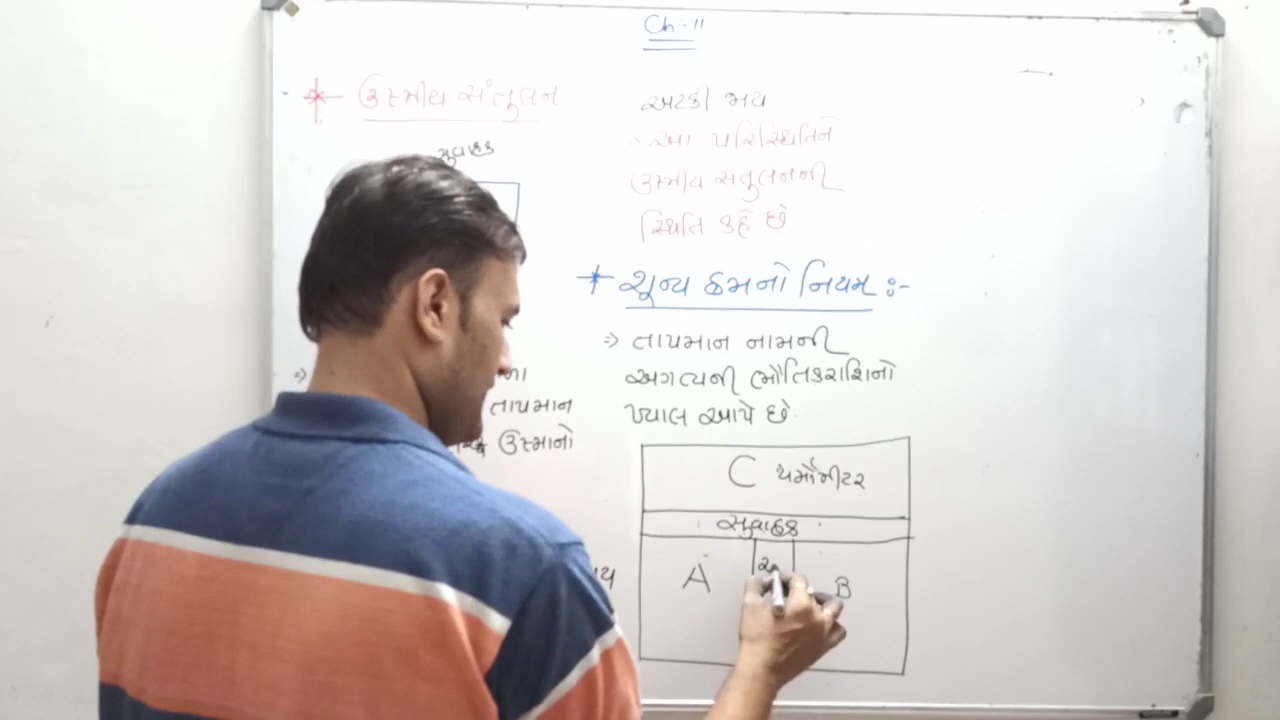 Ch-11
ઉષ્મીય સંતુલન
સુવાહક
તાપમાન
ઉષ્માનો
અટકી જાય
આ પરિસ્થિતિને
ઉષ્મીય સંતુલનની
સ્થિતિ કહે છે
* શૂન્ય ક્રમનો નિયમ :-
⇒ તાપમાન નામની
અગત્યની ભૌતિકરાશિનો
ખ્યાલ આપે છે.
C થર્મોમીટર
સુવાહક
A
B